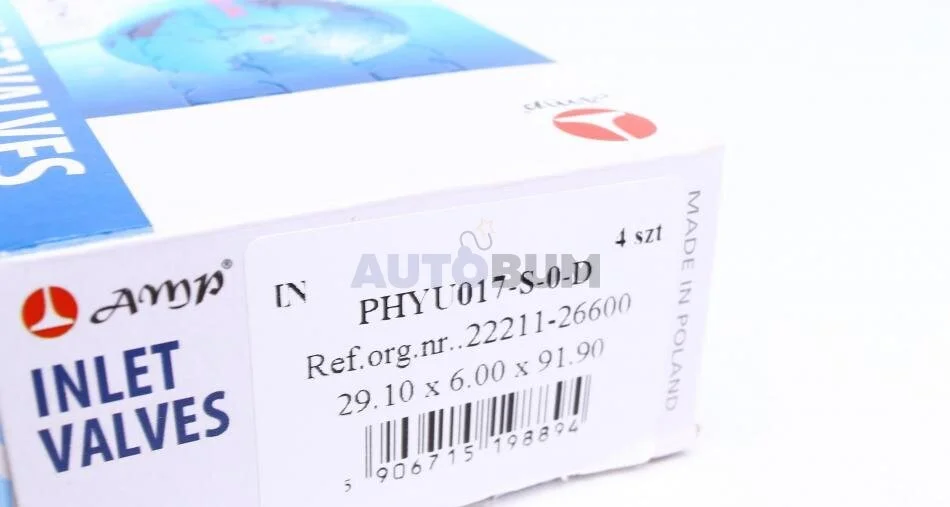 VALVES
amp
AMP®
INLET
VALVES
IN
4 szt
AUTOBUM
PHYU017-S-0-D
Ref.org.nr..22211-26600
29.10 x 6.00 x 91.90
5 906715 198894
MADE IN POLAND